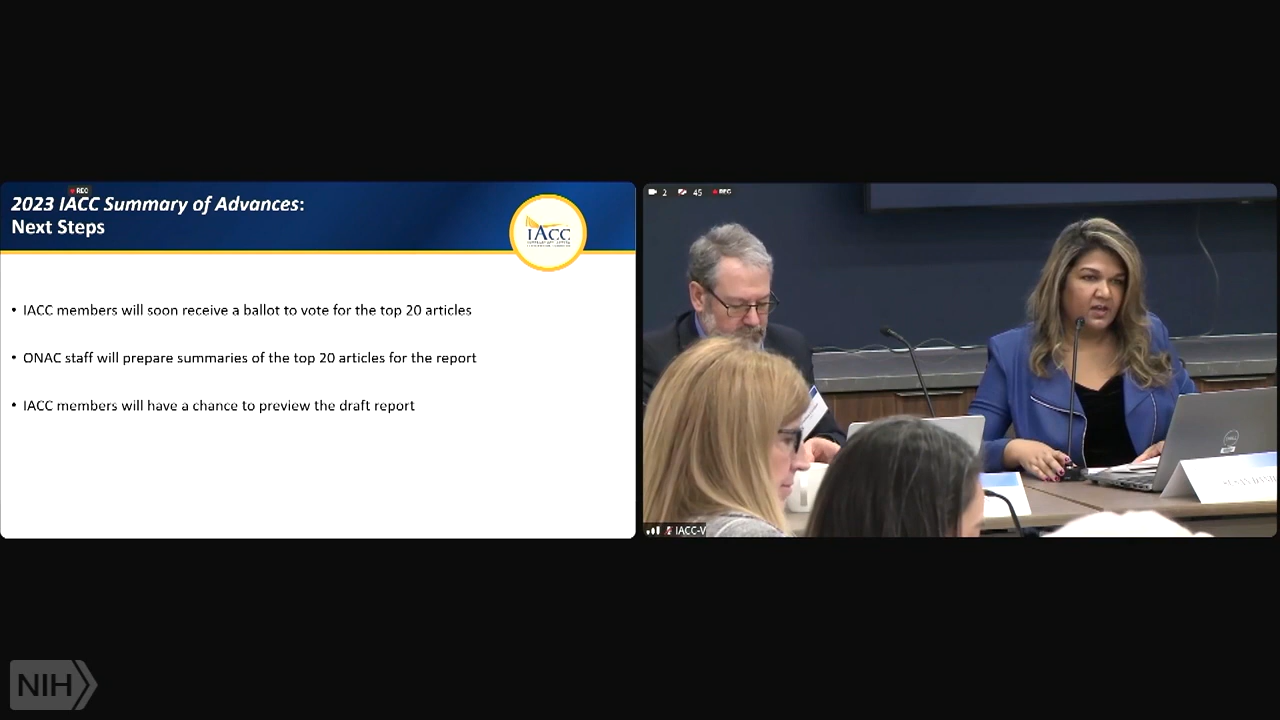 REC
2023 IACC Summary of Advances:
Next Steps
IACC
• IACC members will soon receive a ballot to vote for the top 20 articles
• ONAC staff will prepare summaries of the top 20 articles for the report
• IACC members will have a chance to preview the draft report
2 45 REC
DELL
IACC-V
NIH